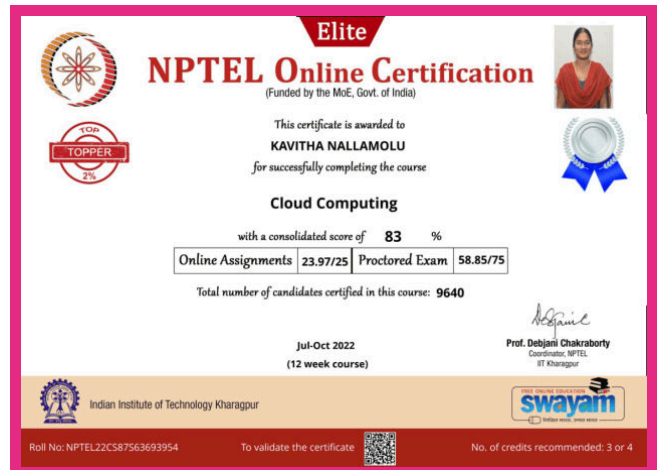 Elite
NPTEL Online Certification
(Funded by the MoE, Govt. of India)
This certificate is awarded to
KAVITHA NALLAMOLU
for successfully completing the course
TOP
TOPPER
2%
Cloud Computing
with a consolidated score of 83 %
Online Assignments 23.97/25 Proctored Exam 58.85/75
Total number of candidates certified in this course: 9640
Jul-Oct 2022
(12 week course)
Prof. Debjani Chakraborty
Coordinator, NPTEL
IIT Kharagpur
Indian Institute of Technology Kharagpur
FREE ONLINE EDUCATION
swayam
Roll No: NPTEL22CS87S63693954
To validate the certificate
No. of credits recommended: 3 or 4